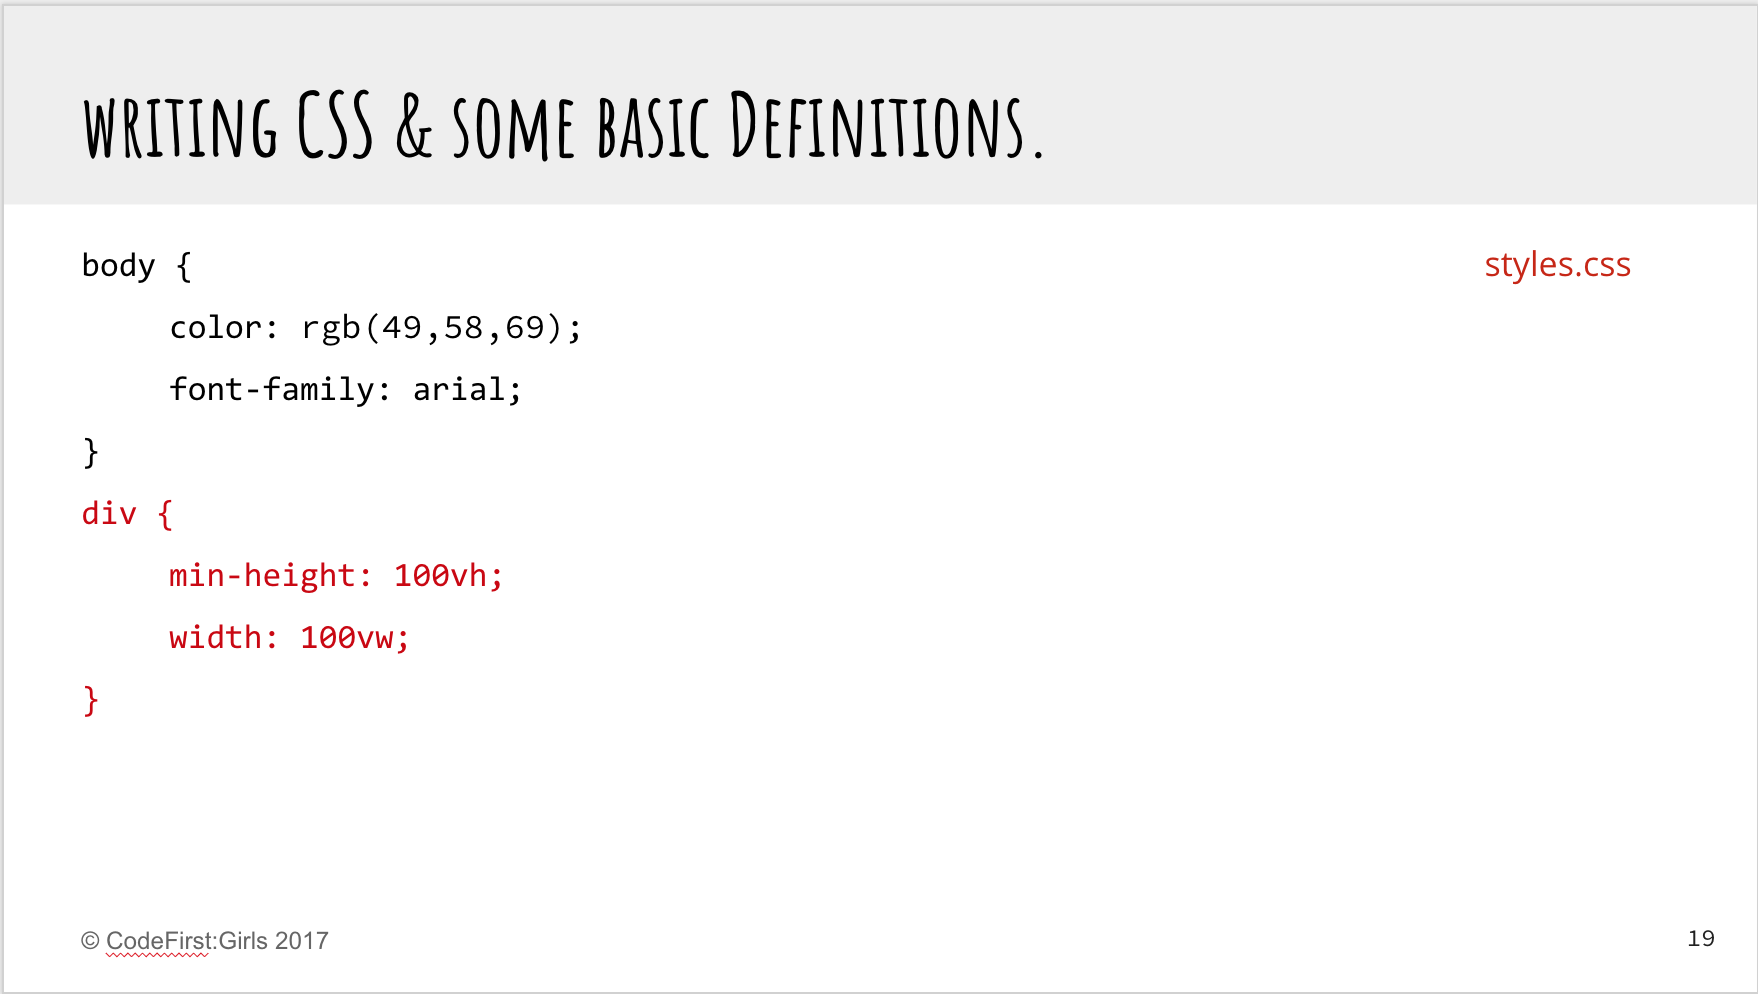 WRITING CSS & SOME BASIC DEFINITIONS.
body {
styles.css
color: rgb(49,58,69);
font-family: arial;
}
div {
min-height: 100vh;
width: 100vw;
}
© CodeFirst:Girls 2017
19